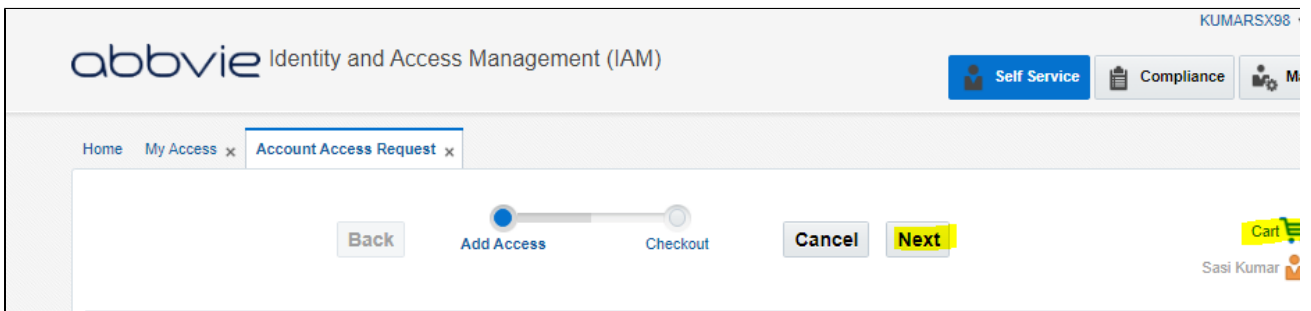 KUMARSX98
abbvie Identity and Access Management (IAM)
Self Service Compliance
Home My Access x Account Access Request x
Back Cancel Next
Add Access Checkout
Cart
Sasi Kumar